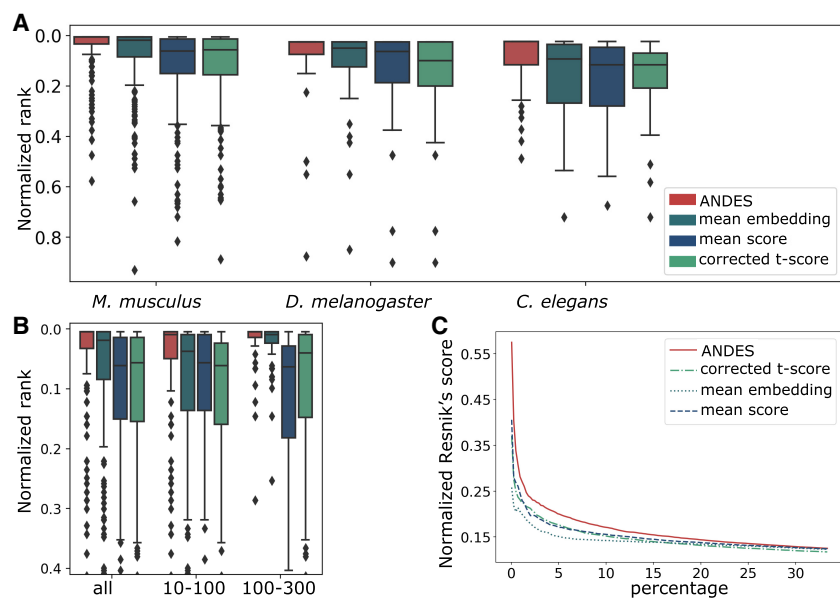 A
0.0
0.2
0.4
0.6
0.8
Normalized rank
ANDES
mean embedding
mean score
corrected t-score
M. musculus
D. melanogaster
C. elegans
B
0.0
0.1
0.2
0.3
0.4
Normalized rank
all
10-100
100-300
C
0.55
0.45
0.35
0.25
0.15
Normalized Resnik's score
ANDES
corrected t-score
mean embedding
mean score
0
5
10
15
20
25
30
percentage